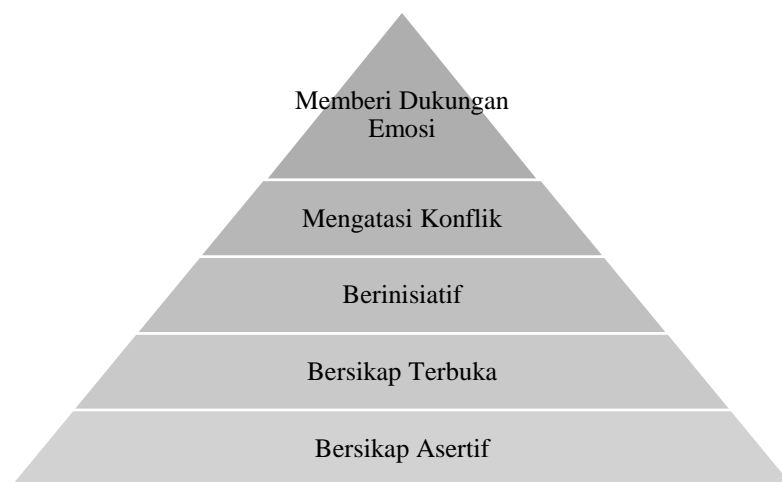 Memberi Dukungan
Emosi
Mengatasi Konflik
Berinisiatif
Bersikap Terbuka
Bersikap Asertif